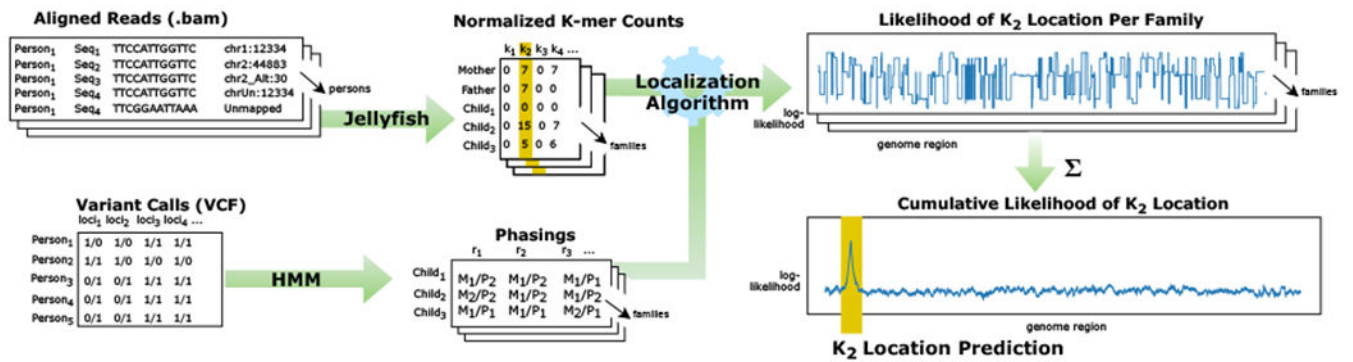 Aligned Reads (.bam)
Person1 Seq1 TTCCATTGGTTC chr1:12334
Person1 Seq2 TTCCATTGGTTC chr2:44883
Person1 Seq3 TTCCATTGGTTC chr2_Alt:30
Person1 Seq4 TTCCATTGGTTC chrUn:12334
Person1 Seq4 TTCGGAATTAAA Unmapped
persons
Jellyfish
Normalized K-mer Counts
k1 k2 k3 k4 ...
Mother 0 7 0 7
Father 0 7 0 0
Child1 0 0 0 0
Child2 0 15 0 7
Child3 0 5 0 6
families
Localization
Algorithm
Likelihood of K2 Location Per Family
log-
likelihood
genome region
families
Σ
Variant Calls (VCF)
loci1 loci2 loci3 loci4 ...
Person1 1/0 1/0 1/1 1/1
Person2 1/1 1/0 1/0 1/0
Person3 0/1 0/1 1/1 1/1
Person4 0/1 0/1 1/1 1/1
Person5 0/1 0/1 1/1 1/1
HMM
Phasings
r1 r2 r3 ...
Child1 M1/P2 M1/P2 M1/P1
Child2 M2/P2 M1/P2 M1/P2
Child3 M1/P1 M1/P1 M2/P1
families
Cumulative Likelihood of K2 Location
log-
likelihood
genome region
K2 Location Prediction